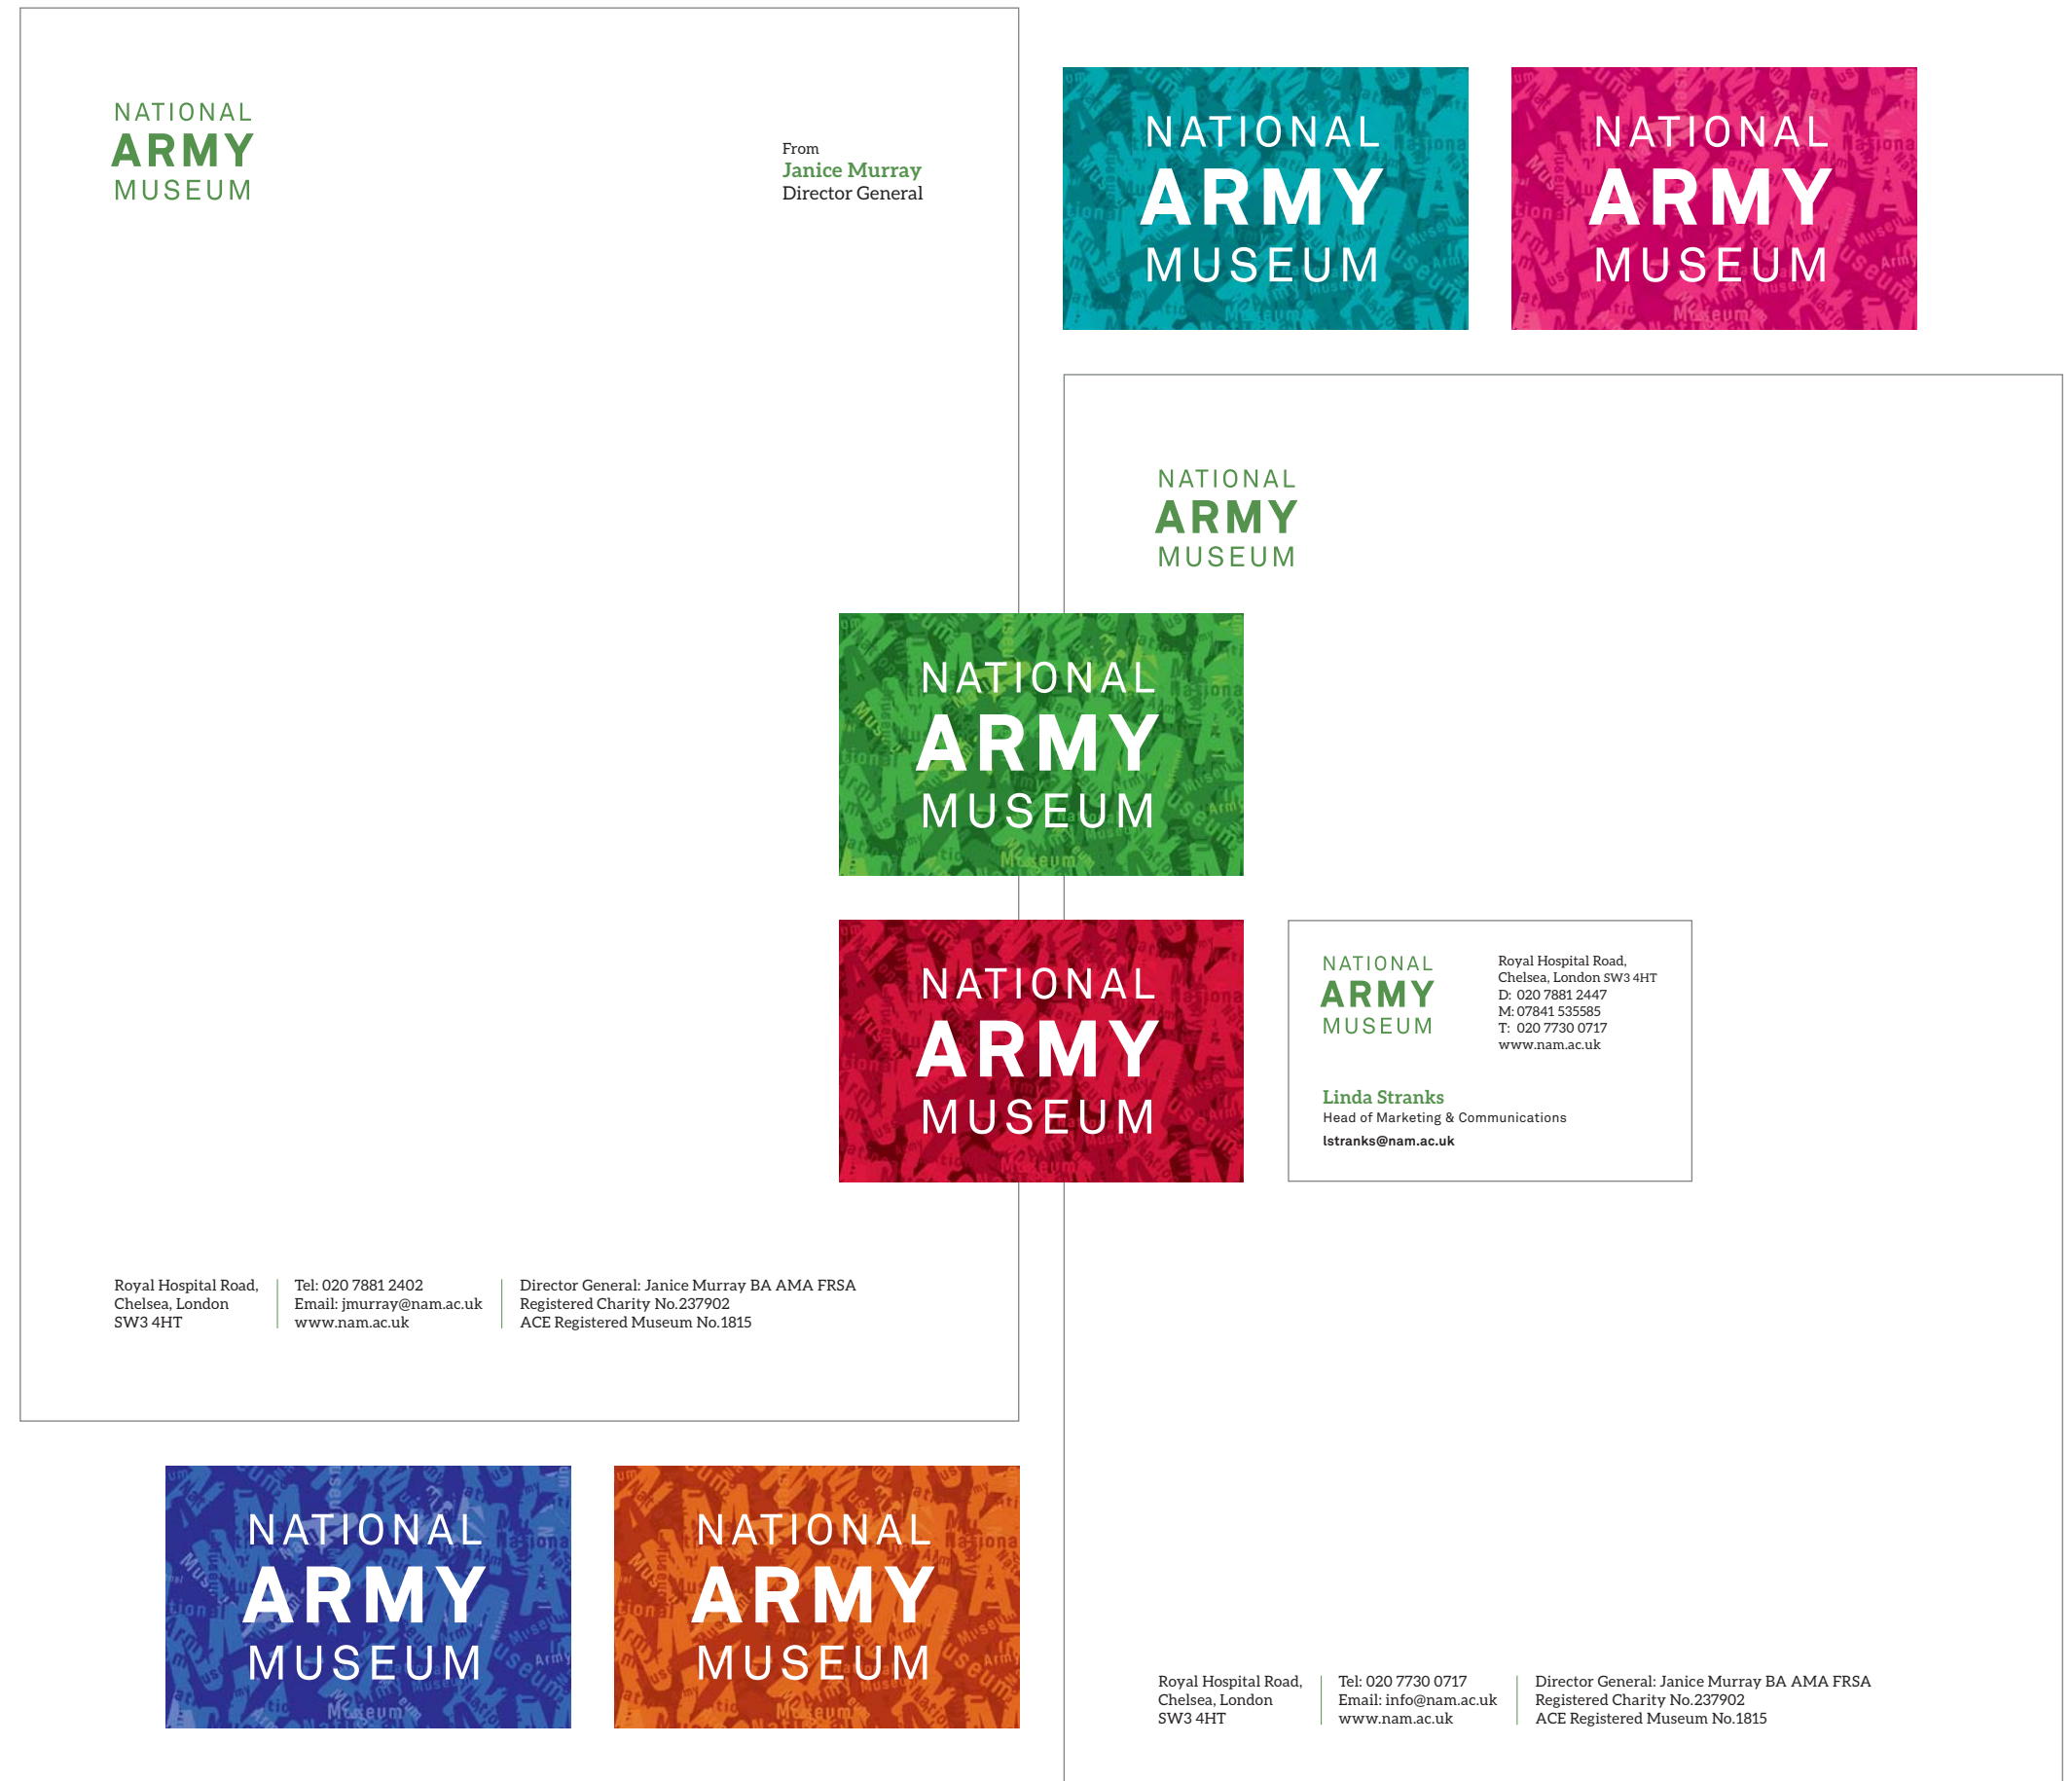 NATIONAL
ARMY
MUSEUM
From
Janice Murray
Director General
Royal Hospital Road,
Chelsea, London
SW3 4HT
Tel: 020 7881 2402
Email: jmurray@nam.ac.uk
www.nam.ac.uk
Director General: Janice Murray BA AMA FRSA
Registered Charity No.237902
ACE Registered Museum No.1815
NATIONAL
ARMY
MUSEUM
NATIONAL
ARMY
MUSEUM
NATIONAL
ARMY
MUSEUM
NATIONAL
ARMY
MUSEUM
NATIONAL
ARMY
MUSEUM
NATIONAL
ARMY
MUSEUM
Royal Hospital Road,
Chelsea, London SW3 4HT
D: 020 7881 2447
M: 07841 535585
T: 020 7730 0717
www.nam.ac.uk
Linda Stranks
Head of Marketing & Communications
lstranks@nam.ac.uk
NATIONAL
ARMY
MUSEUM
NATIONAL
ARMY
MUSEUM
Royal Hospital Road,
Chelsea, London
SW3 4HT
Tel: 020 7730 0717
Email: info@nam.ac.uk
www.nam.ac.uk
Director General: Janice Murray BA AMA FRSA
Registered Charity No.237902
ACE Registered Museum No.1815